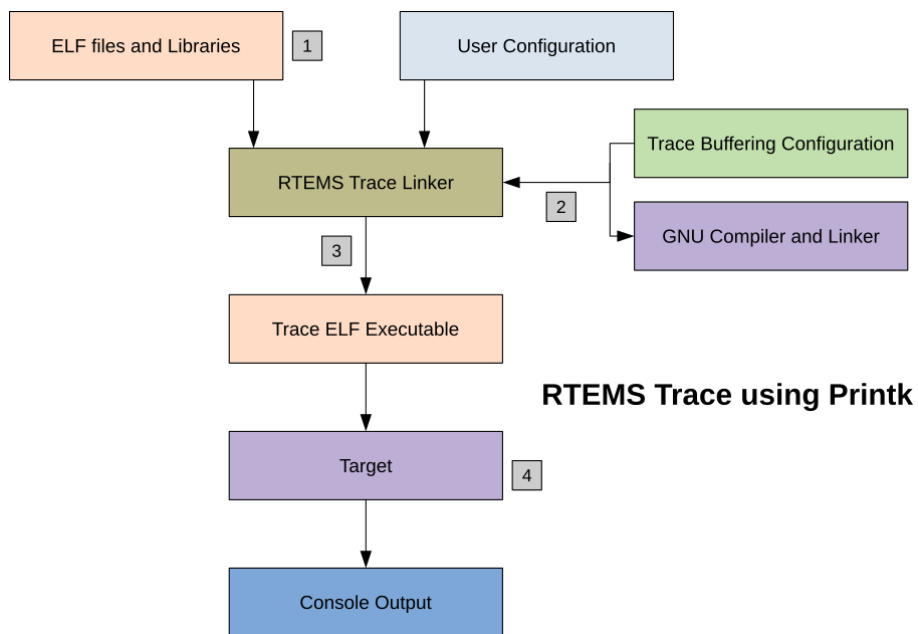 ELF files and Libraries
1
User Configuration
Trace Buffering Configuration
RTEMS Trace Linker
2
GNU Compiler and Linker
3
Trace ELF Executable
RTEMS Trace using Printk
Target
4
Console Output